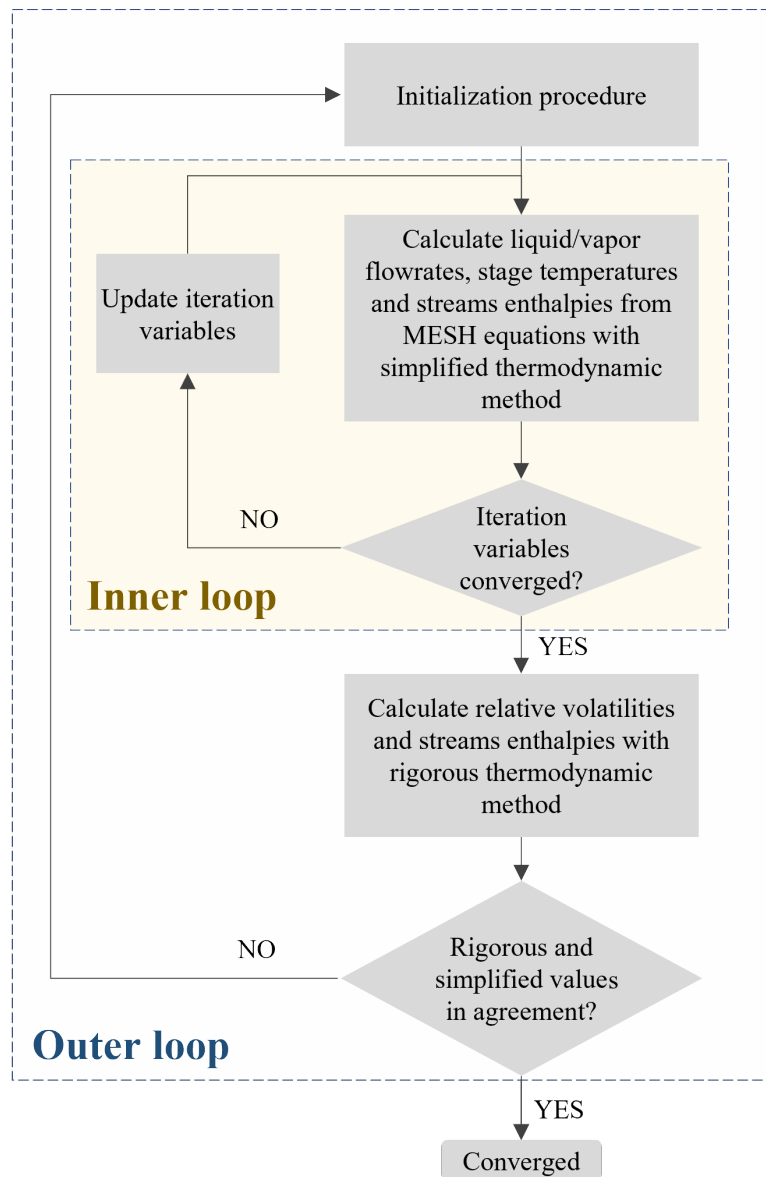 Initialization procedure
Calculate liquid/vapor
flowrates, stage temperatures
and streams enthalpies from
MESH equations with
simplified thermodynamic
method
Update iteration
variables
Iteration
variables
converged?
NO
Inner loop
YES
Calculate relative volatilities
and streams enthalpies with
rigorous thermodynamic
method
Rigorous and
simplified values
in agreement?
NO
Outer loop
YES
Converged